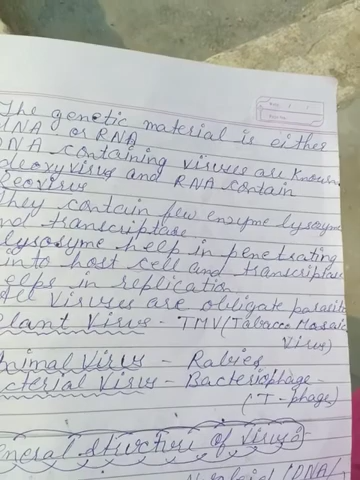 The genetic material is either
DNA or RNA
DNA containing viruses are known
deoxyvirus and RNA contain
Reovirus
They contain few enzyme lysozyme
and transcriptase
lysosyme help in penetrating
into host cell and transcriptase
helps in replication
All Viruses are obligate parasite
Plant Virus - TMV (Tobacco Mosaic
Virus)
Animal Virus - Rabies
Bacterial Virus - Bacteriophage -
(T-phage)
General structure of Virus
(DNA/